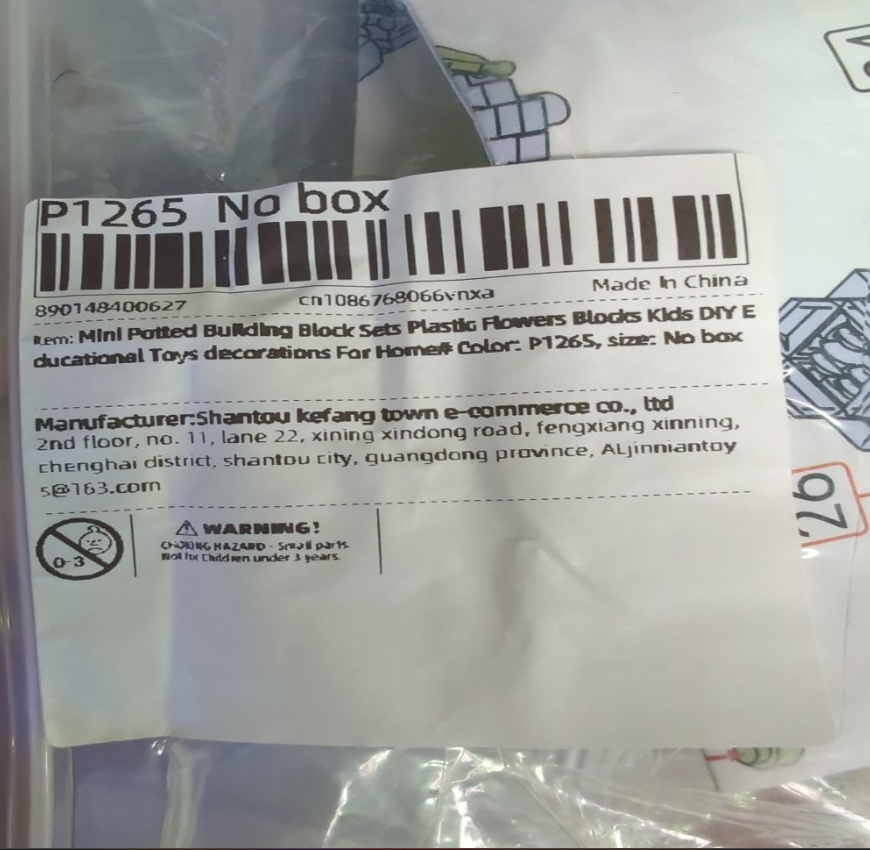 P1265 No box
890148400627 cn1086768066vnxa Made In China
Item: Mini Potted Building Block Sets Plastic Flowers Blocks Kids DIY E
ducational Toys decorations For Home# Color: P1265, size: No box
Manufacturer:Shantou kefang town e-commerce co., ltd
2nd floor, no. 11, lane 22, xining xindong road, fengxiang xinning,
chenghai district, shantou city, guangdong province, ALjinniantoy
s@163.com
0-3
WARNING!
CHOKING HAZARD - Small parts.
Not for Children under 3 years.
26